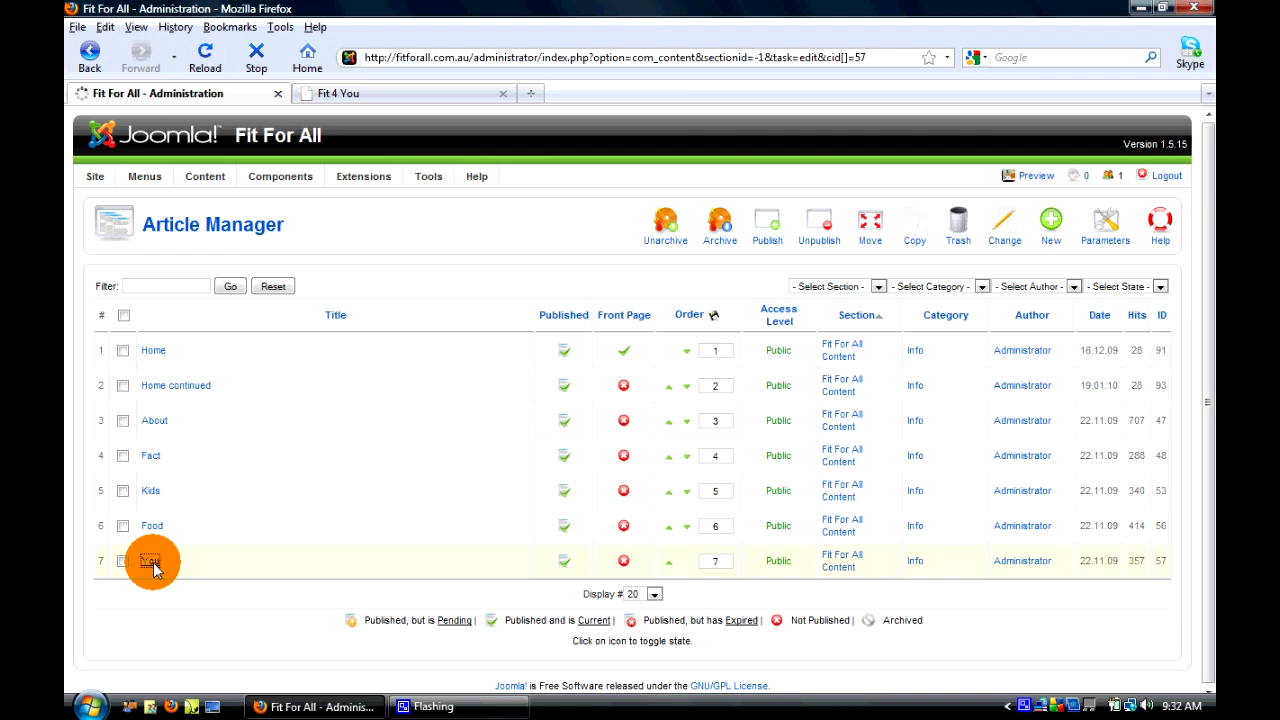 Fit For All - Administration - Mozilla Firefox
File Edit View History Bookmarks Tools Help
Back Forward Reload Stop Home http://fitforall.com.au/administrator/index.php?option=com_content&sectionid=-1&task=edit&cid[]=57 Google Skype
Fit For All - Administration Fit 4 You
Joomla! Fit For All
Version 1.5.15
Site Menus Content Components Extensions Tools Help Preview 0 1 Logout
Article Manager Unarchive Archive Publish Unpublish Move Copy Trash Change New Parameters Help
Filter: Go Reset - Select Section - - Select Category - - Select Author - - Select State -
# Title Published Front Page Order Access Level Section Category Author Date Hits ID
1 Home 1 Public Fit For All Content Info Administrator 16.12.09 28 91
2 Home continued 2 Public Fit For All Content Info Administrator 19.01.10 28 93
3 About 3 Public Fit For All Content Info Administrator 22.11.09 707 47
4 Fact 4 Public Fit For All Content Info Administrator 22.11.09 288 48
5 Kids 5 Public Fit For All Content Info Administrator 22.11.09 340 53
6 Food 6 Public Fit For All Content Info Administrator 22.11.09 414 56
7 You 7 Public Fit For All Content Info Administrator 22.11.09 357 57
Display # 20
Published, but is Pending | Published and is Current | Published, but has Expired | Not Published | Archived
Click on icon to toggle state.
Joomla! is Free Software released under the GNU/GPL License.
Fit For All - Adminis... Flashing 9:32 AM